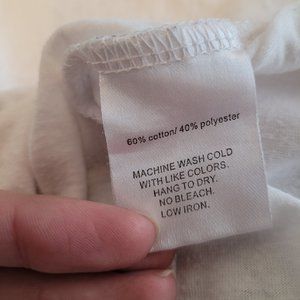 60% cotton/ 40% polyester
MACHINE WASH COLD
WITH LIKE COLORS.
HANG TO DRY.
NO BLEACH.
LOW IRON.